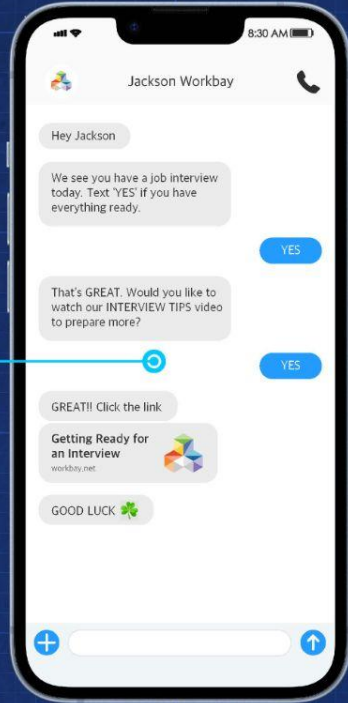 8:30 AM
Jackson Workbay
Hey Jackson
We see you have a job interview
today. Text 'YES' if you have
everything ready.
YES
That's GREAT. Would you like to
watch our INTERVIEW TIPS video
to prepare more?
YES
GREAT!! Click the link
Getting Ready for
an Interview
workbay.net
GOOD LUCK ☘️